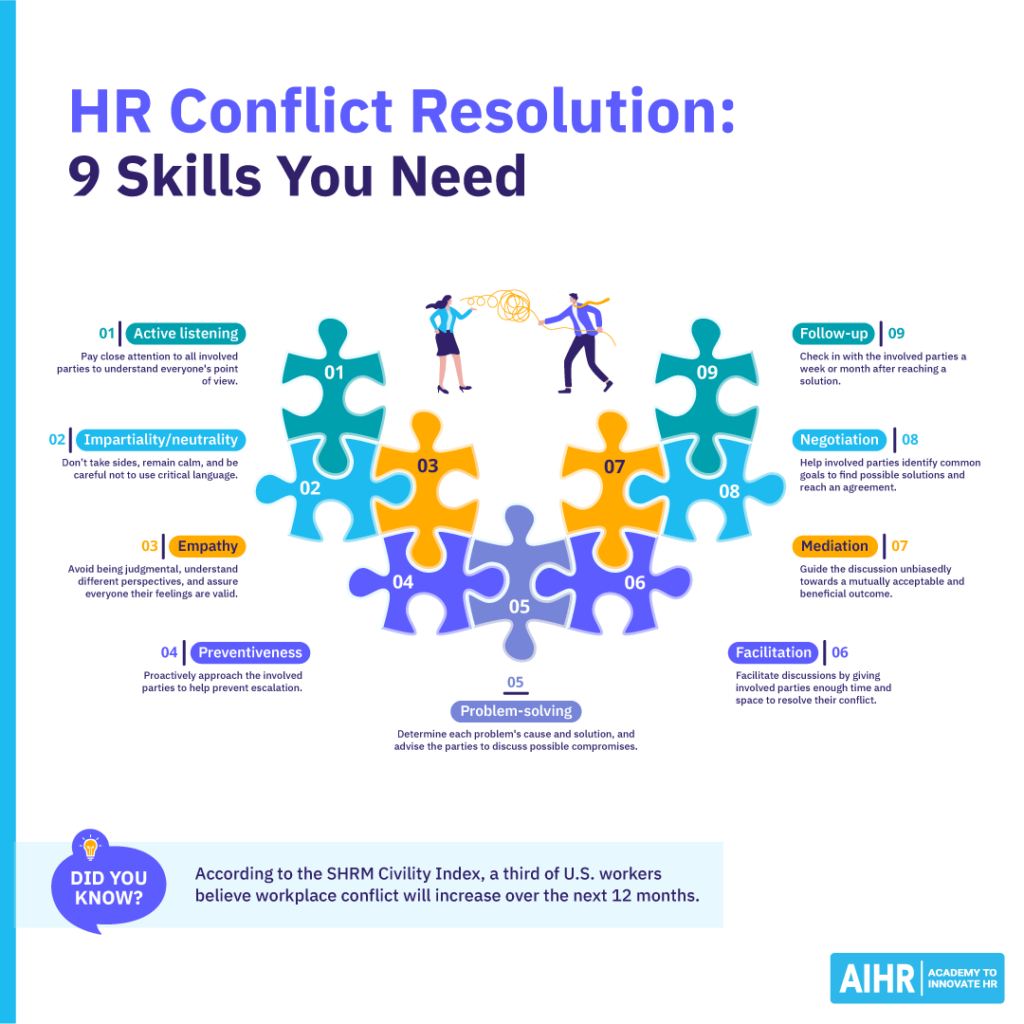 HR Conflict Resolution:
9 Skills You Need
01 Active listening
Pay close attention to all involved
parties to understand everyone's point
of view.
02 Impartiality/neutrality
Don't take sides, remain calm, and be
careful not to use critical language.
03 Empathy
Avoid being judgmental, understand
different perspectives, and assure
everyone their feelings are valid.
04 Preventiveness
Proactively approach the involved
parties to help prevent escalation.
05
Problem-solving
Determine each problem's cause and solution, and
advise the parties to discuss possible compromises.
Facilitation 06
Facilitate discussions by giving
involved parties enough time and
space to resolve their conflict.
Mediation 07
Guide the discussion unbiasedly
towards a mutually acceptable and
beneficial outcome.
Negotiation 08
Help involved parties identify common
goals to find possible solutions and
reach an agreement.
Follow-up 09
Check in with the involved parties a
week or month after reaching a
solution.
01
02
03
04
05
06
07
08
09
DID YOU
KNOW?
According to the SHRM Civility Index, a third of U.S. workers
believe workplace conflict will increase over the next 12 months.
AIHR
ACADEMY TO
INNOVATE HR